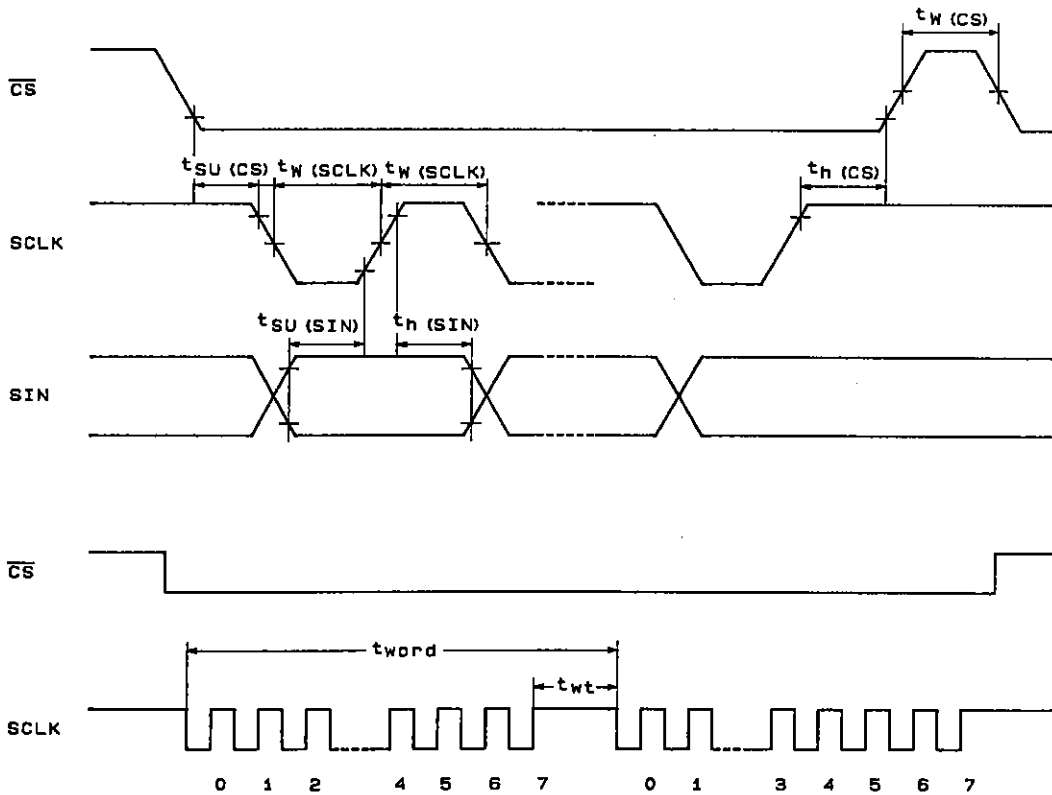 tW (CS)
CS
tSU (CS) tW (SCLK) tW (SCLK) th (CS)
SCLK
tSU (SIN) th (SIN)
SIN
CS
tword
twt
SCLK
0 1 2 4 5 6 7 0 1 3 4 5 6 7